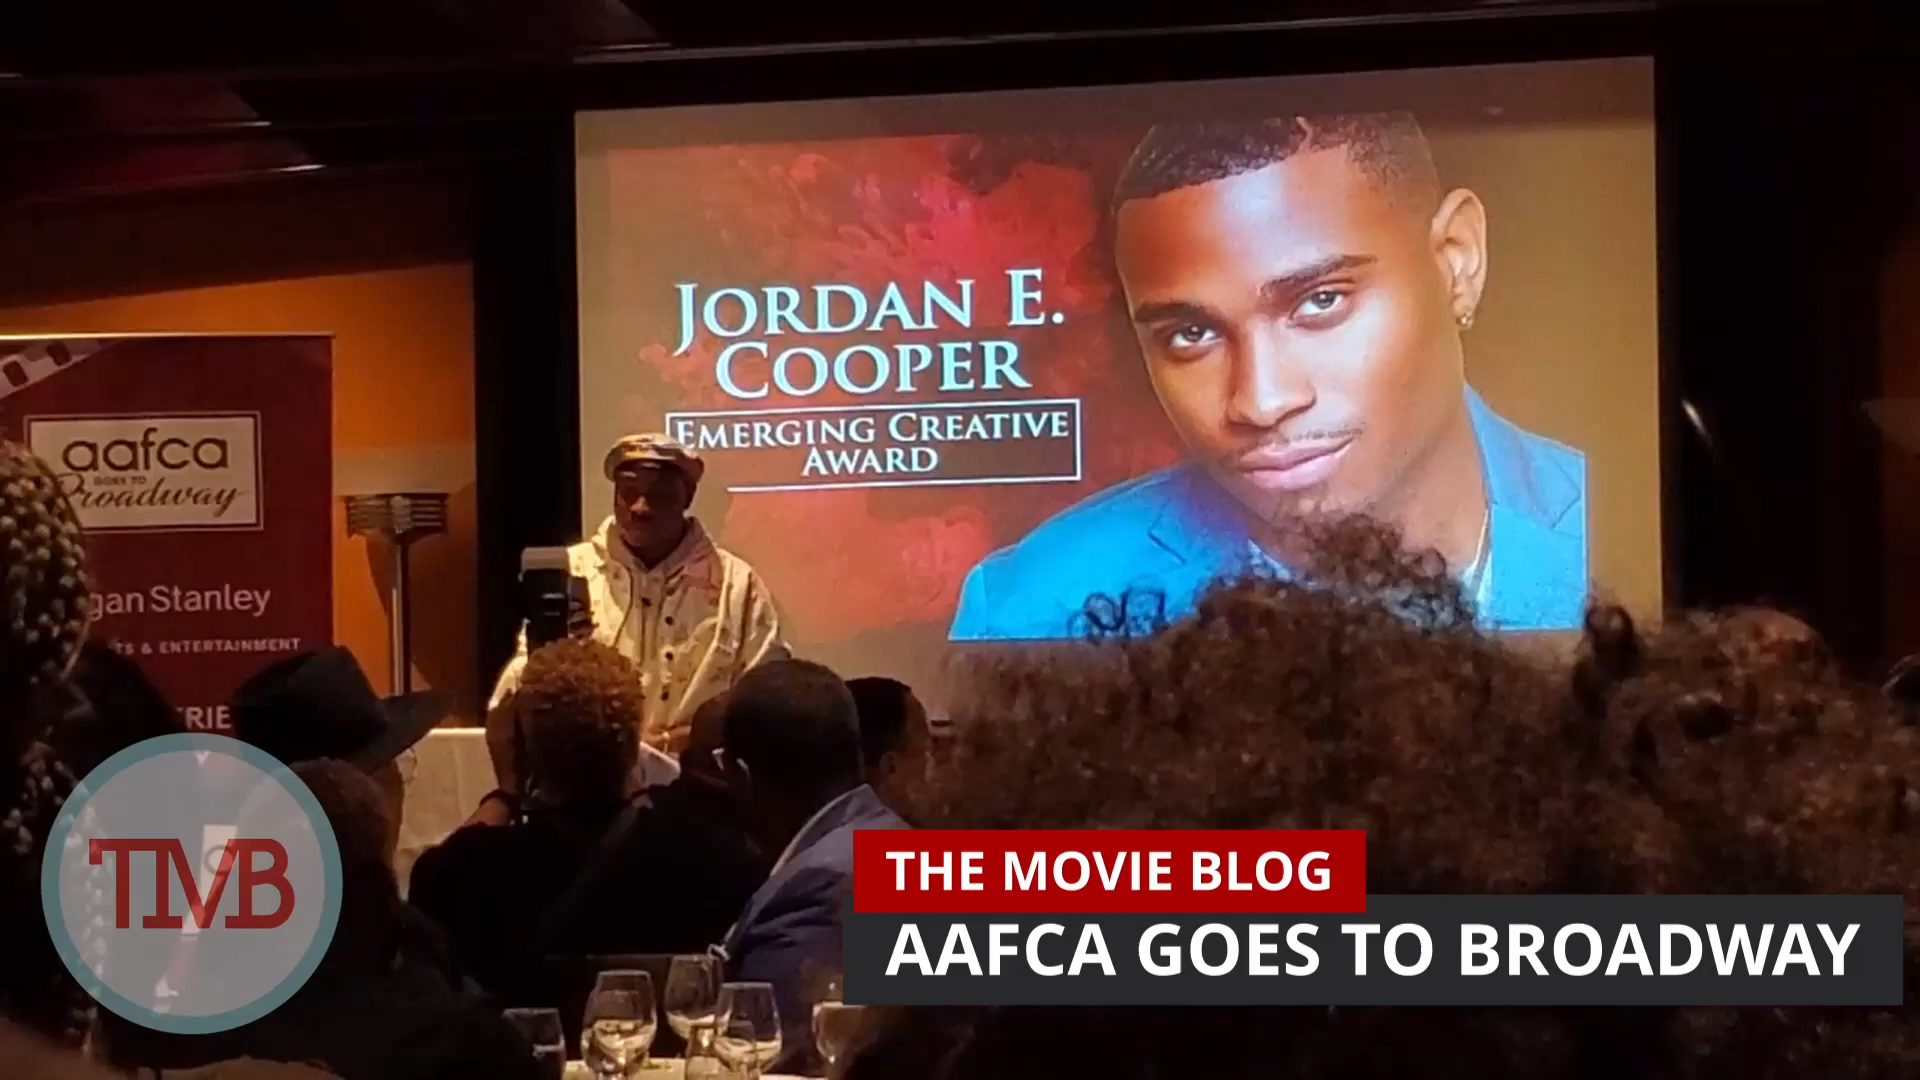 JORDAN E.
COOPER
EMERGING CREATIVE
AWARD
aafca
GOES TO
Broadway
gan Stanley
TS & ENTERTAINMENT
TRIE
TMB
THE MOVIE BLOG
AAFCA GOES TO BROADWAY